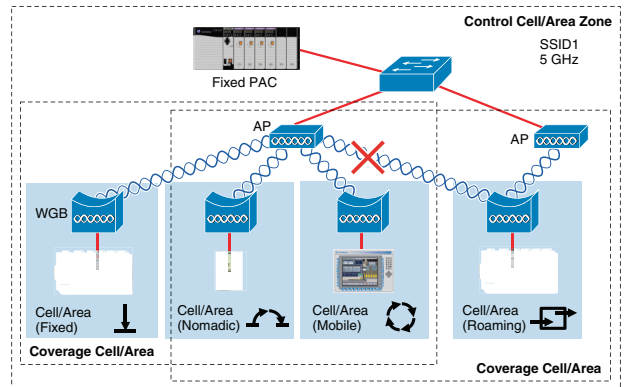 Control Cell/Area Zone
SSID1
5 GHz
Fixed PAC
AP
AP
WGB
Cell/Area
(Fixed)
Cell/Area
(Nomadic)
Cell/Area
(Mobile)
Cell/Area
(Roaming)
Coverage Cell/Area
Coverage Cell/Area